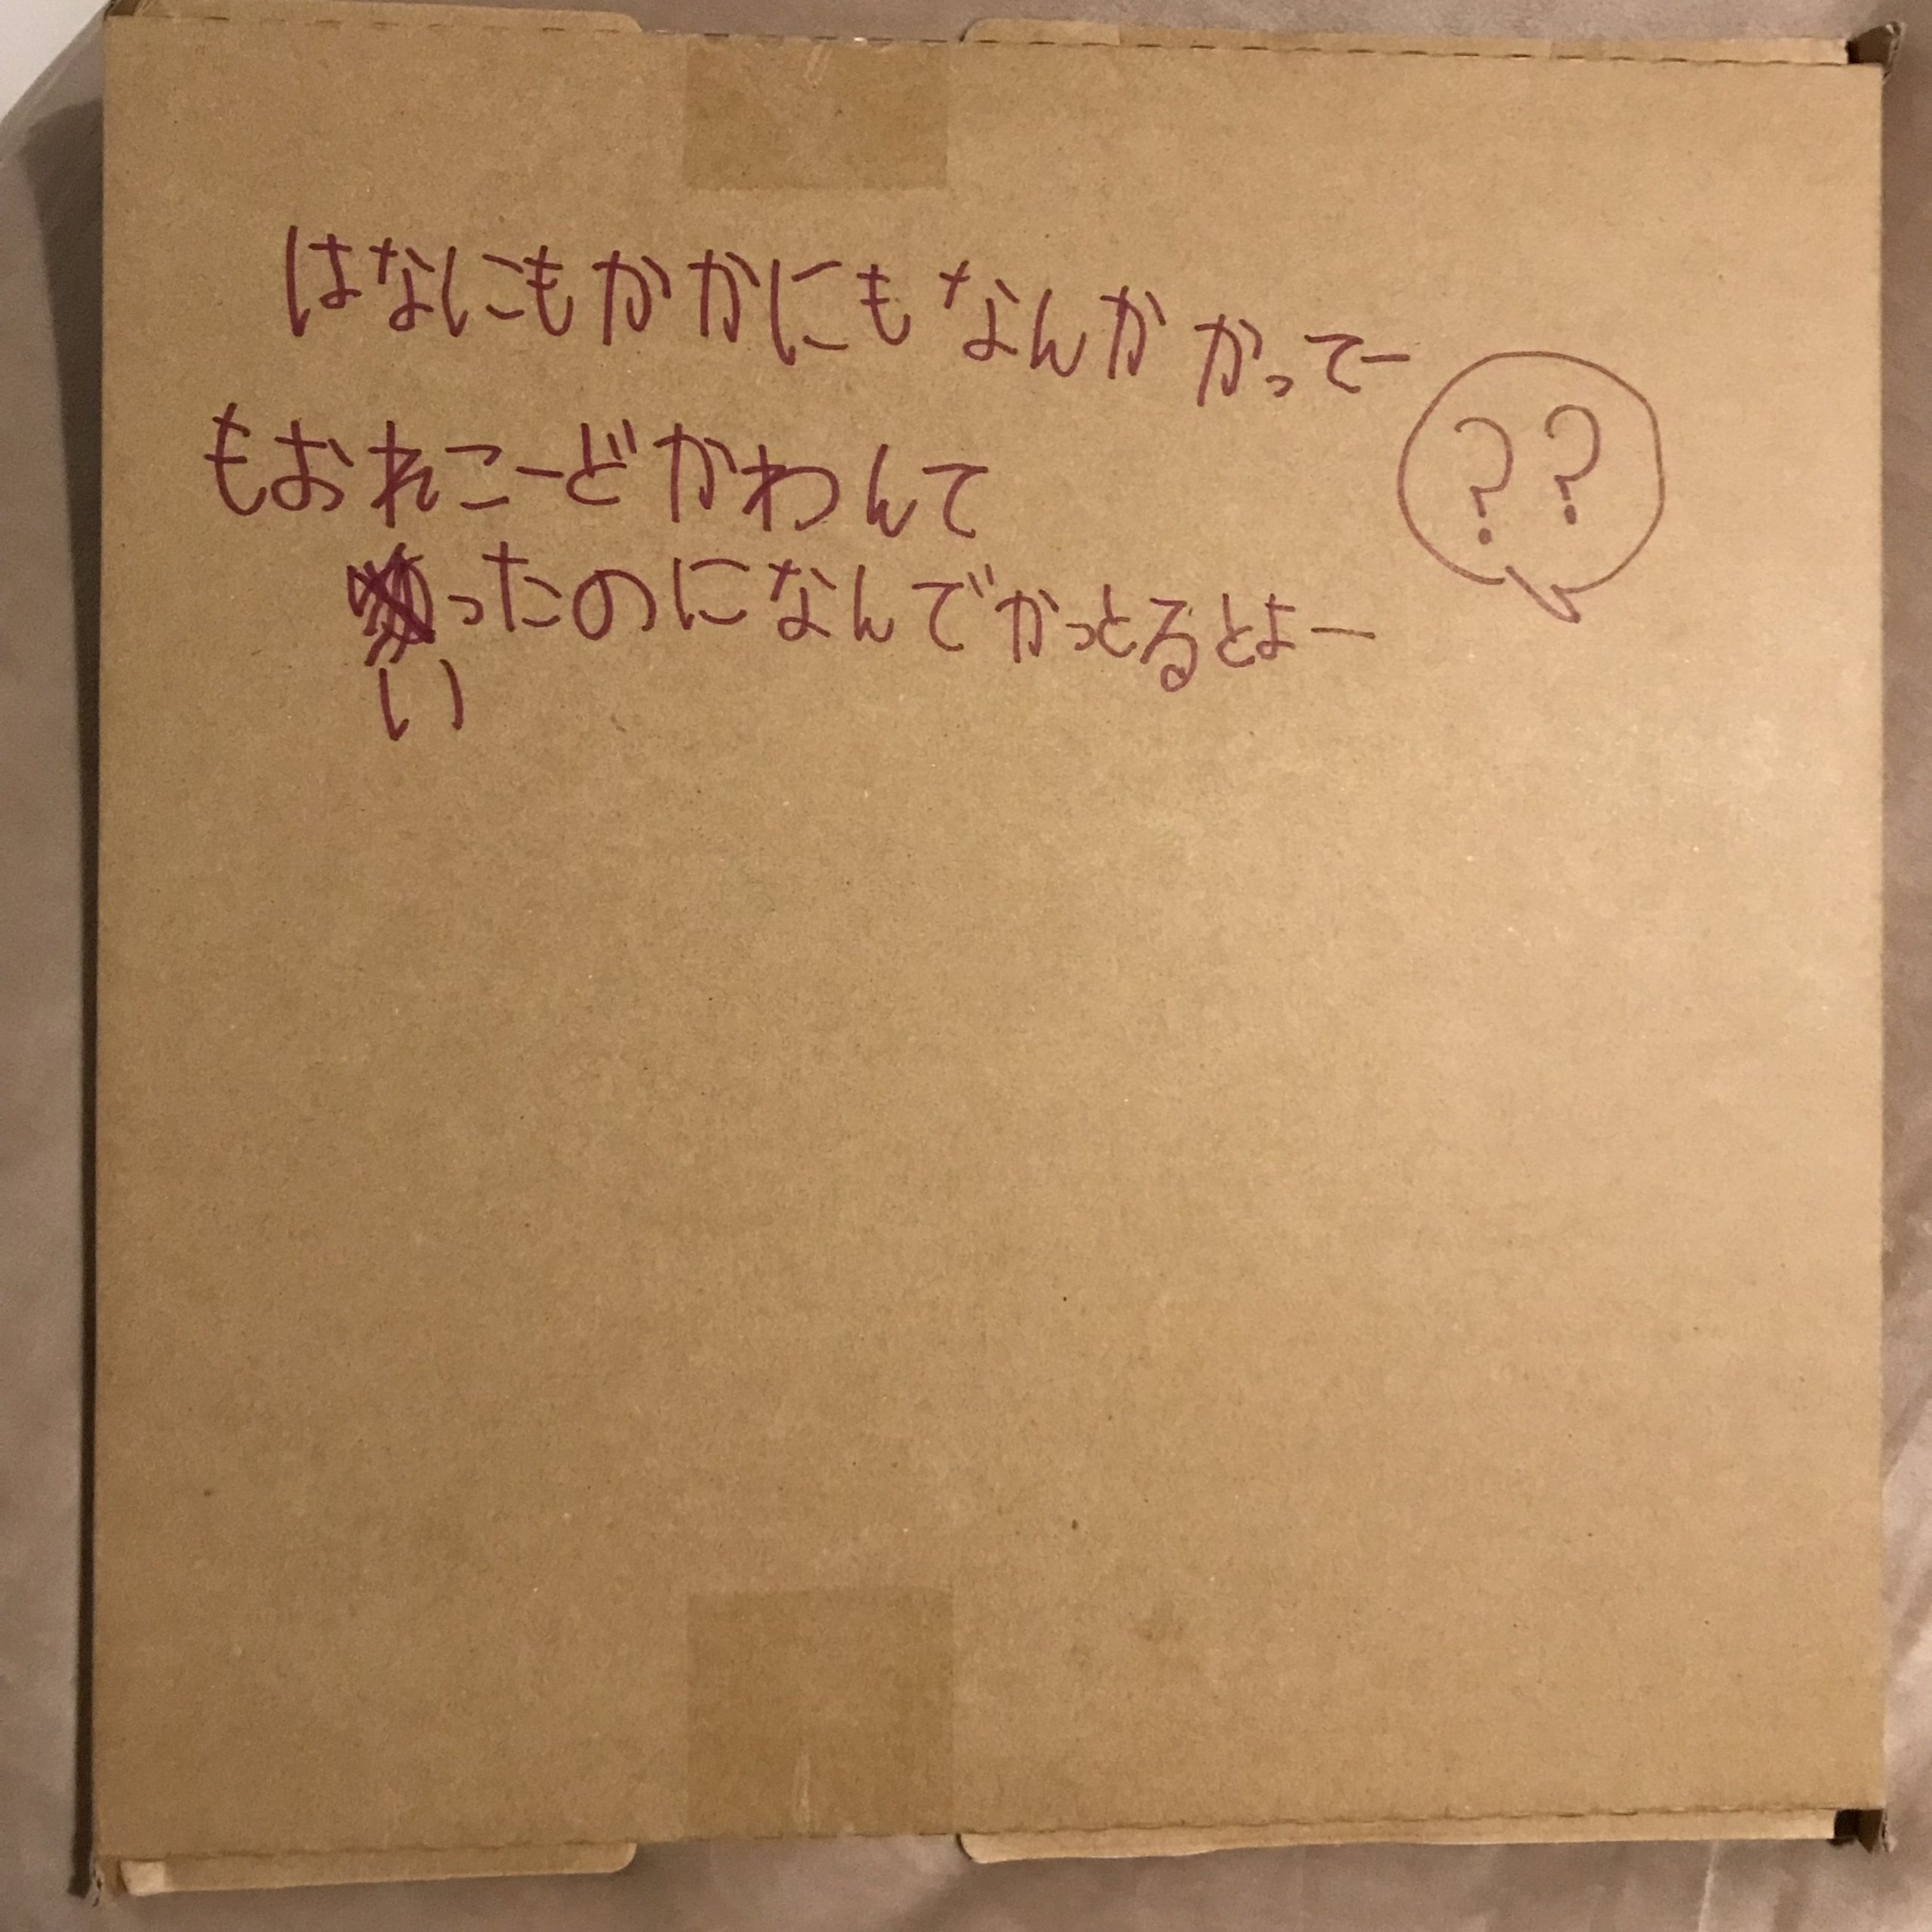 はなにもかかにもなんかかってー
もおれこーどかわんて
ったのになんでかっとるとよー
い
??